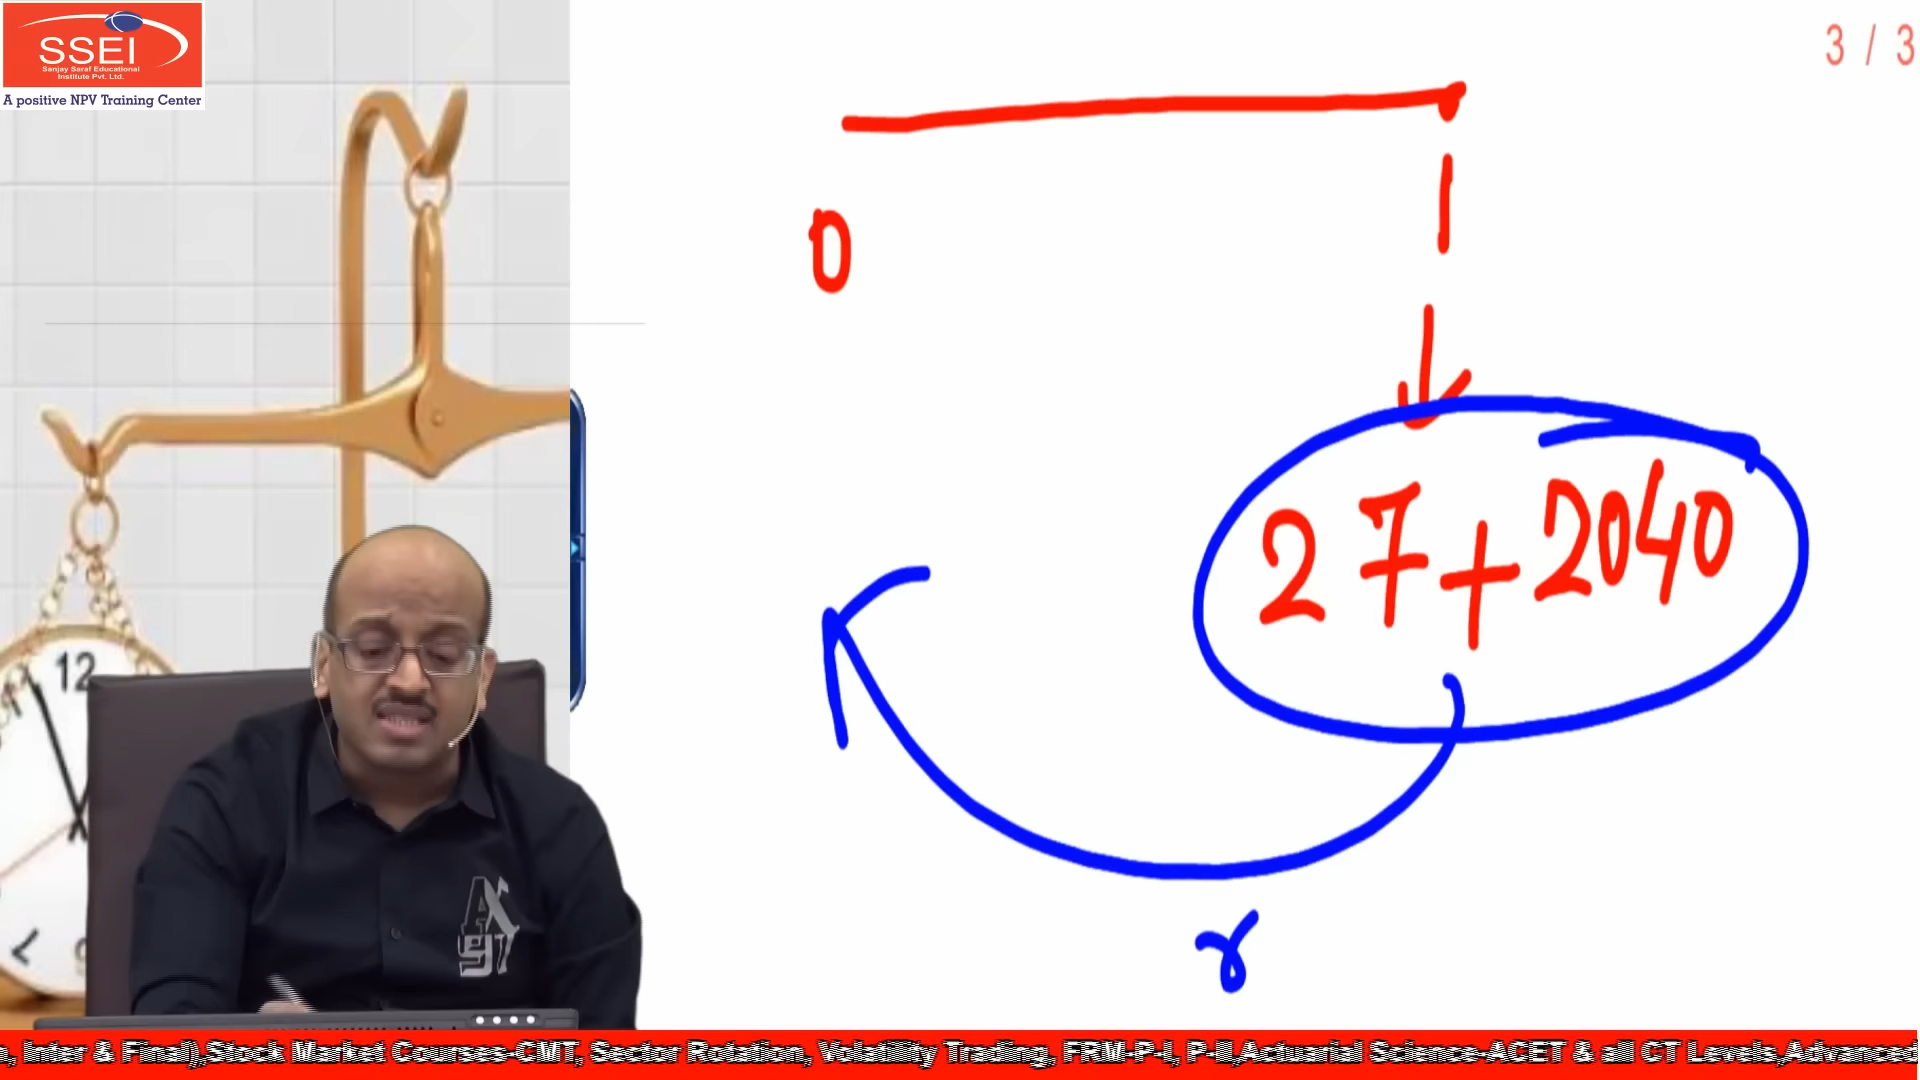 SSEI
Sanjay Saraf Educational
Institute Pvt. Ltd.
A positive NPV Training Center
3 / 3
0
1
27+2040
r
12
A
97
, Inter & Final),Stock Market Courses-CMT, Sector Rotation, Volatility Trading, FRM-P-I, P-II,Actuarial Science-ACET & all CT Levels,Advanced